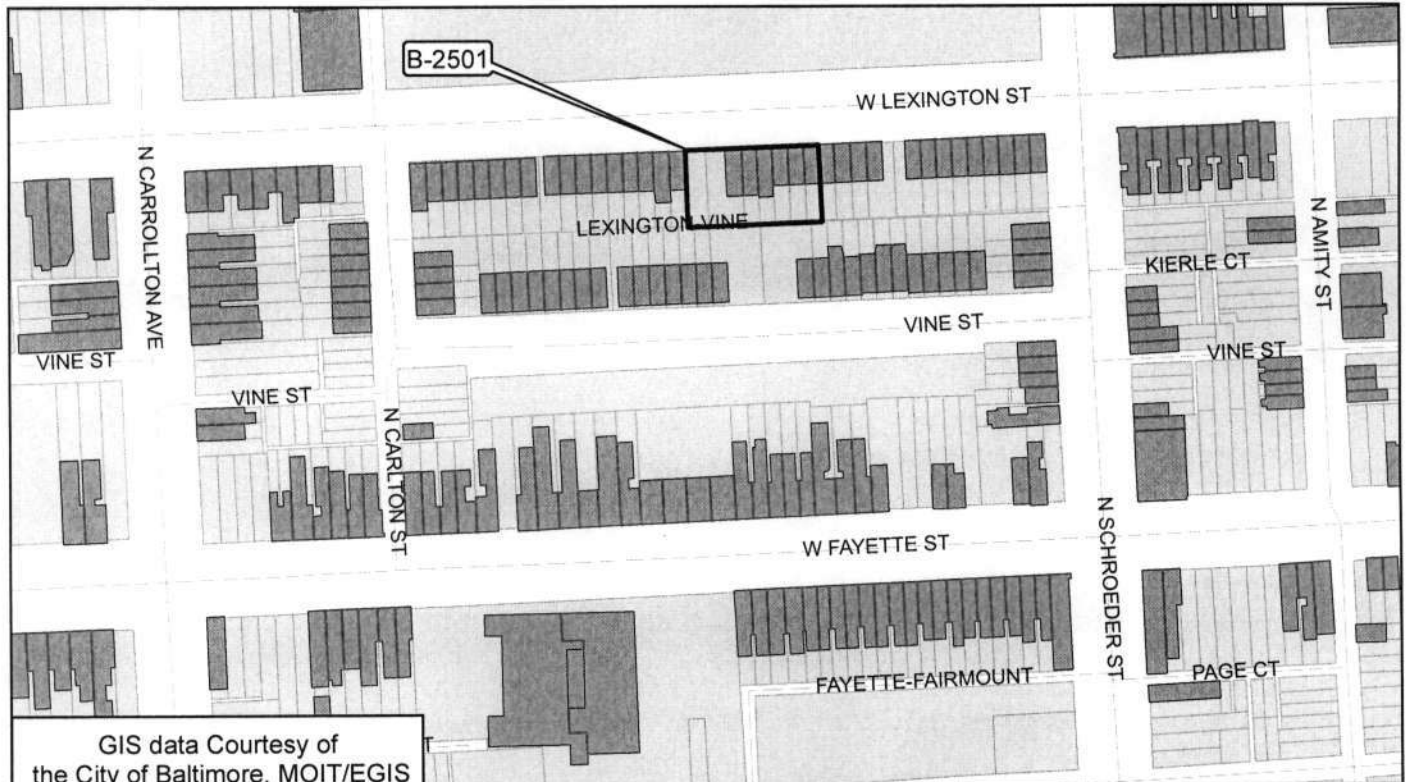 B-2501
W LEXINGTON ST
N CARROLLTON AVE
LEXINGTON VINE
N AMITY ST
KIERLE CT
VINE ST
VINE ST
VINE ST
VINE ST
N CARLTON ST
W FAYETTE ST
N SCHROEDER ST
FAYETTE-FAIRMOUNT
PAGE CT
GIS data Courtesy of
the City of Baltimore, MOIT/EGIS